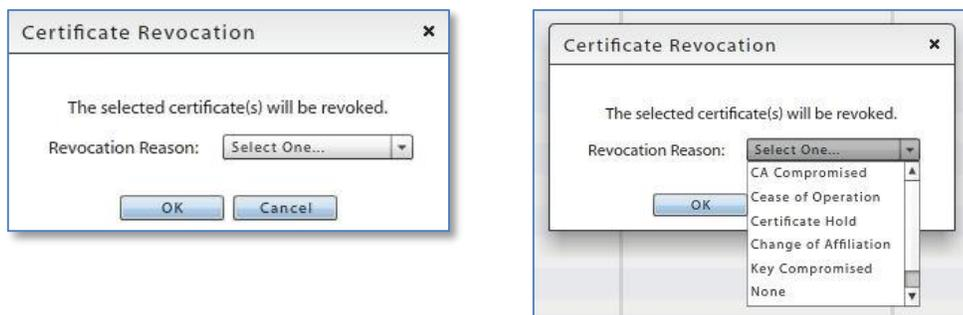 Certificate Revocation
The selected certificate(s) will be revoked.
Revocation Reason: Select One...
OK Cancel
Certificate Revocation
The selected certificate(s) will be revoked.
Revocation Reason: Select One...
CA Compromised
OK
Cease of Operation
Certificate Hold
Change of Affiliation
Key Compromised
None